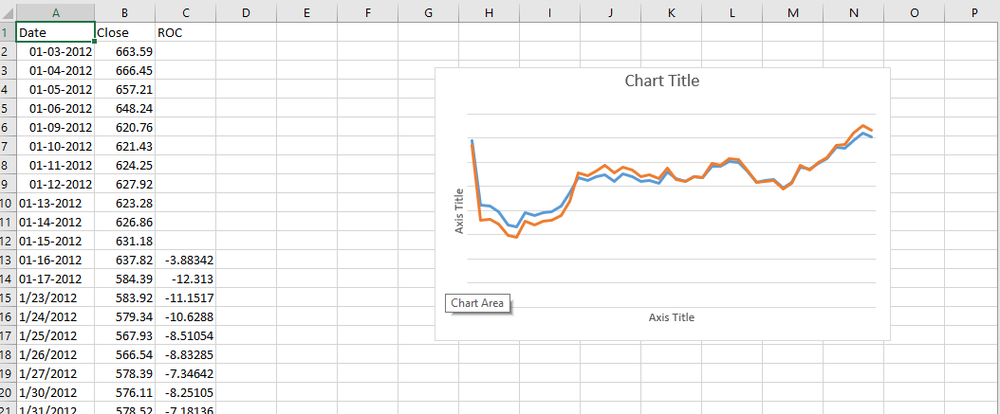 A B C D E F G H I J K L M N O P
1 Date Close ROC
2 01-03-2012 663.59
3 01-04-2012 666.45
4 01-05-2012 657.21
5 01-06-2012 648.24
6 01-09-2012 620.76
7 01-10-2012 621.43
8 01-11-2012 624.25
9 01-12-2012 627.92
10 01-13-2012 623.28
11 01-14-2012 626.86
12 01-15-2012 631.18
13 01-16-2012 637.82 -3.88342
14 01-17-2012 584.39 -12.313
15 1/23/2012 583.92 -11.1517
16 1/24/2012 579.34 -10.6288
17 1/25/2012 567.93 -8.51054
18 1/26/2012 566.54 -8.83285
19 1/27/2012 578.39 -7.34642
20 1/30/2012 576.11 -8.25105
21 1/31/2012 578.52 -7.18136
Chart Title
Axis Title
Chart Area
Axis Title